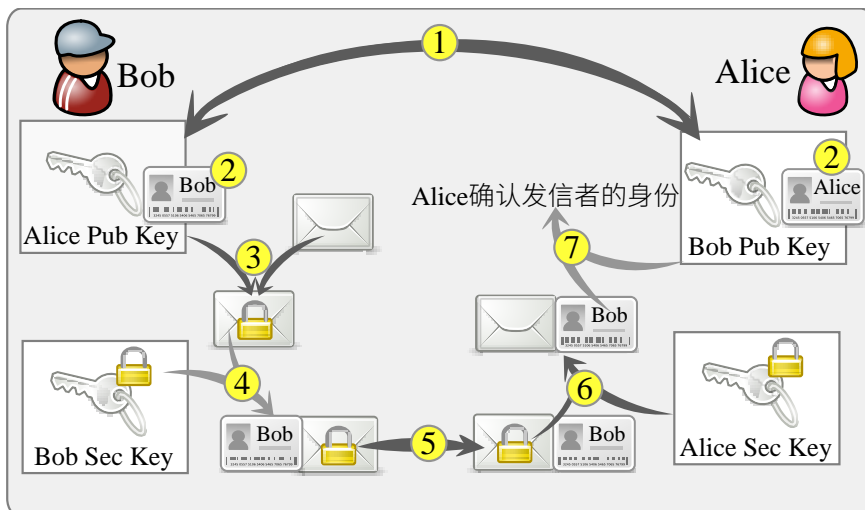 1
Bob
Alice
2
Bob
Alice Pub Key
2
Alice
Bob Pub Key
Alice确认发信者的身份
3
7
Bob
4
Bob Sec Key
6
Alice Sec Key
Bob
5
Bob